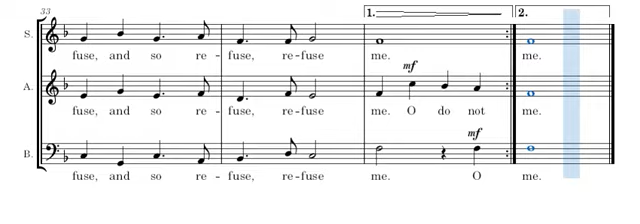 33
1. 2.
S.
fuse, and so re - fuse, re - fuse me. me.
mf
A.
fuse, and so re - fuse, re - fuse me. O do not me.
mf
B.
fuse, and so re - fuse, re - fuse me. O me.